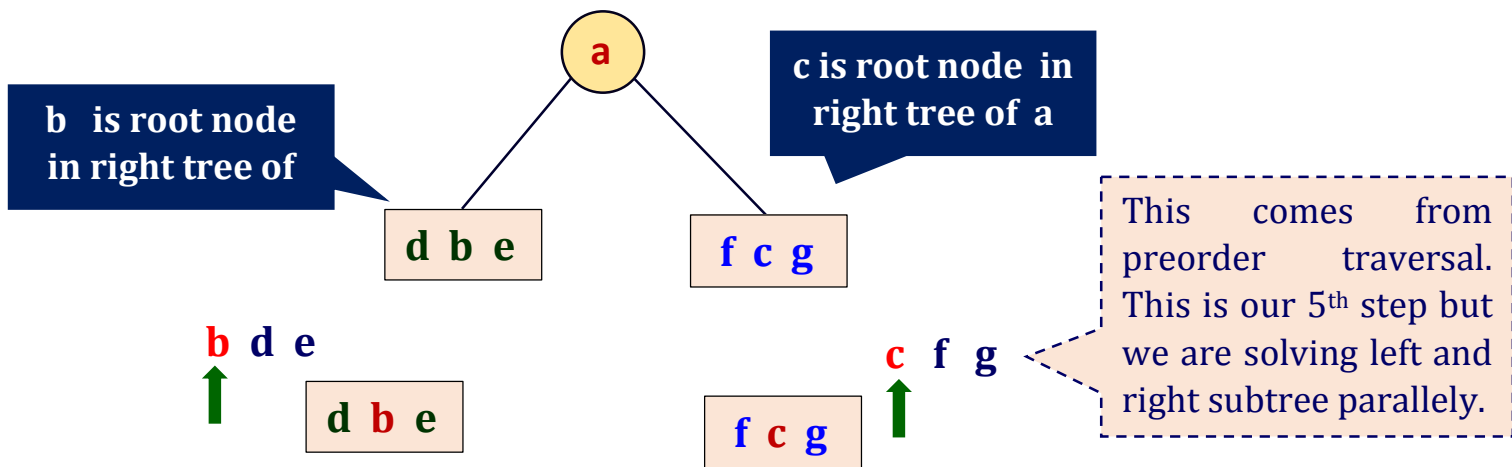 a
b is root node
in right tree of
c is root node in
right tree of a
d b e
f c g
This comes from
preorder traversal.
This is our 5th step but
we are solving left and
right subtree parallely.
b d e
c f g
d b e
f c g